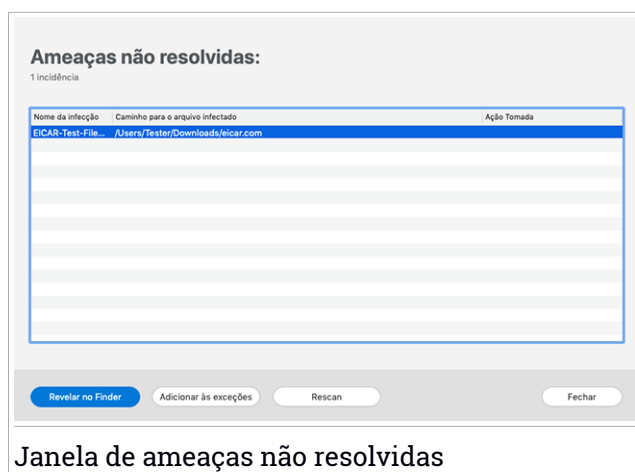 Ameaças não resolvidas:
1 incidência
Nome da infecção Caminho para o arquivo infectado Ação Tomada
EICAR-Test-File... /Users/Tester/Downloads/eicar.com
Revelar no Finder Adicionar às exceções Rescan Fechar
Janela de ameaças não resolvidas